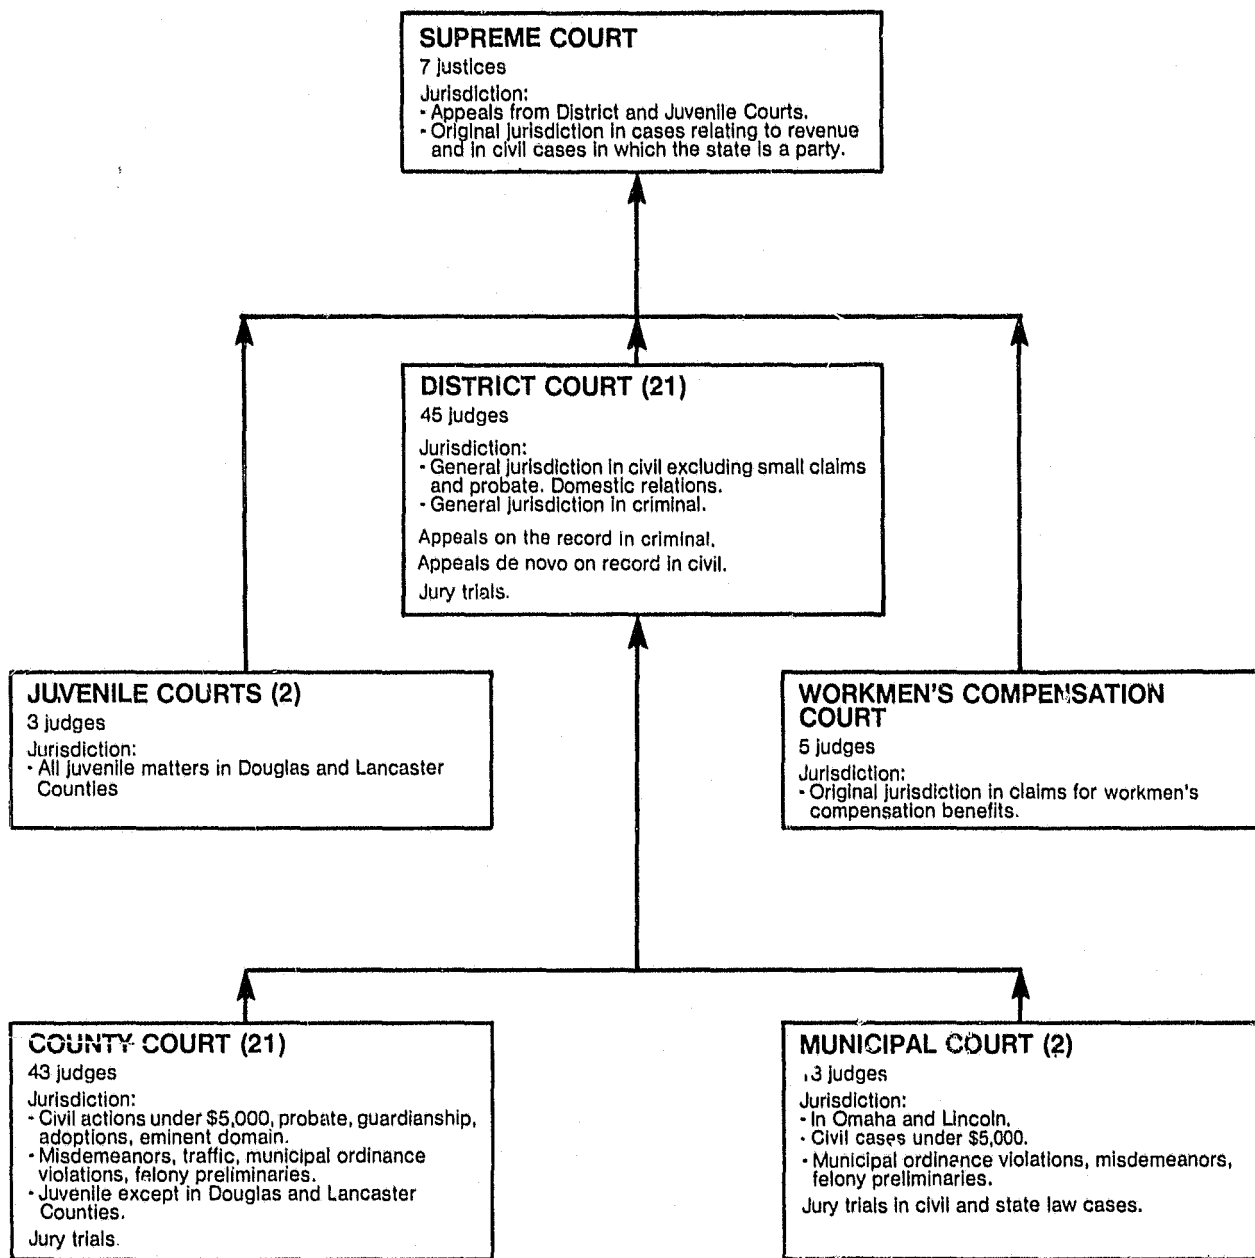 SUPREME COURT
7 justices
Jurisdiction:
- Appeals from District and Juvenile Courts.
- Original jurisdiction in cases relating to revenue
and in civil cases in which the state is a party.
DISTRICT COURT (21)
45 judges
Jurisdiction:
- General jurisdiction in civil excluding small claims
and probate. Domestic relations.
- General jurisdiction in criminal.
Appeals on the record in criminal.
Appeals de novo on record in civil.
Jury trials.
JUVENILE COURTS (2)
3 judges
Jurisdiction:
- All juvenile matters in Douglas and Lancaster
Counties
WORKMEN'S COMPENSATION
COURT
5 judges
Jurisdiction:
- Original jurisdiction in claims for workmen's
compensation benefits.
COUNTY COURT (21)
43 judges
Jurisdiction:
- Civil actions under $5,000, probate, guardianship,
adoptions, eminent domain.
- Misdemeanors, traffic, municipal ordinance
violations, felony preliminaries.
- Juvenile except in Douglas and Lancaster
Counties.
Jury trials.
MUNICIPAL COURT (2)
judges
Jurisdiction:
- In Omaha and Lincoln.
- Civil cases under $5,000.
- Municipal ordinance violations, misdemeanors,
felony preliminaries.
Jury trials in civil and state law cases.